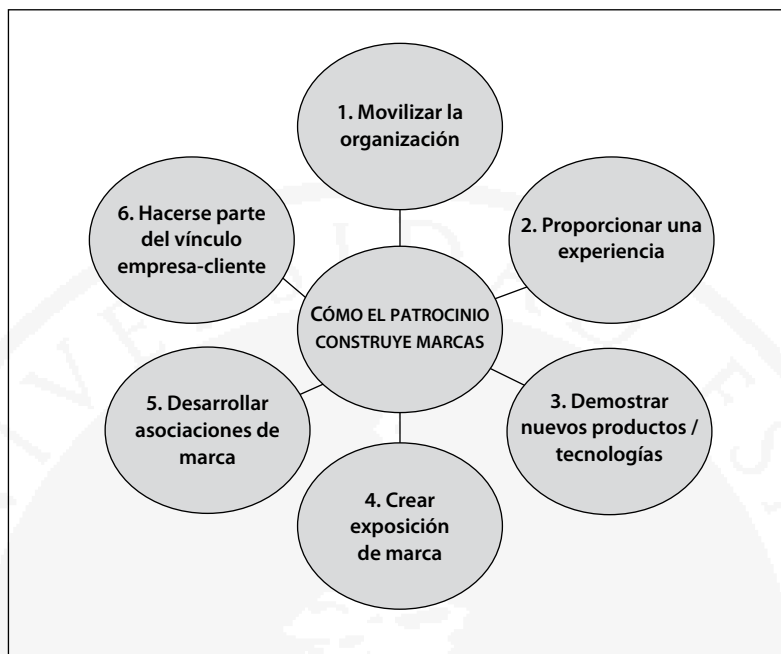 1. Movilizar la
organización
2. Proporcionar una
experiencia
3. Demostrar
nuevos productos /
tecnologías
4. Crear
exposición
de marca
5. Desarrollar
asociaciones de
marca
6. Hacerse parte
del vínculo
empresa-cliente
CÓMO EL PATROCINIO
CONSTRUYE MARCAS